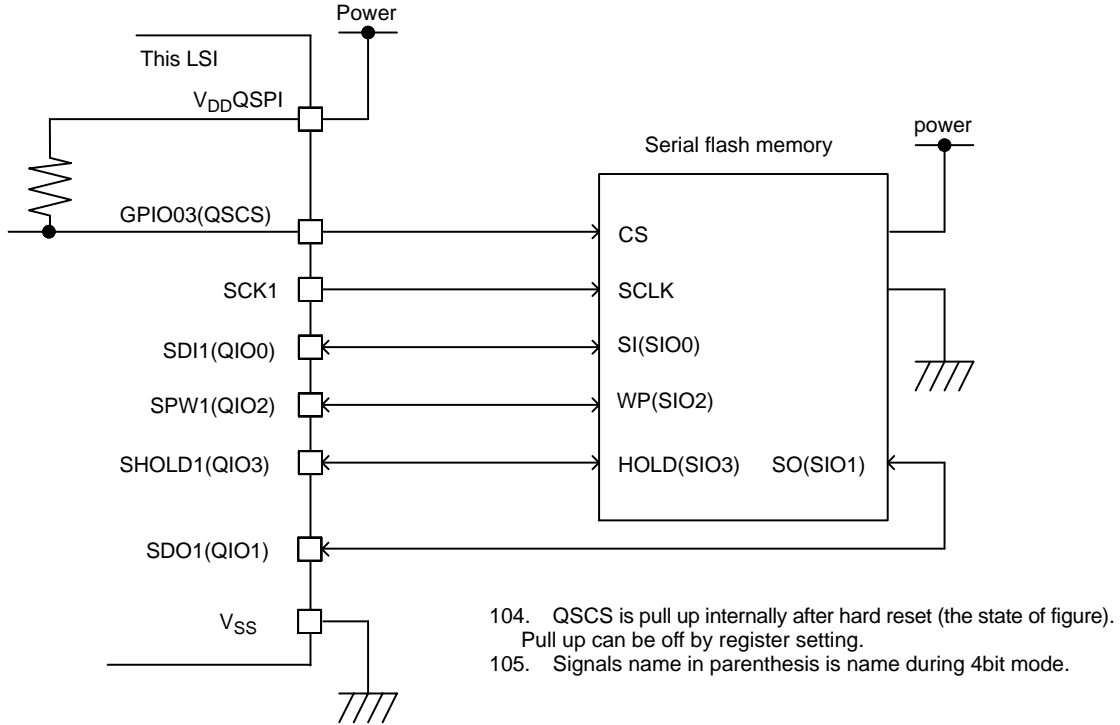 Power
This LSI
VDDQSPI
power
Serial flash memory
GPIO03(QSCS)
CS
SCK1
SCLK
SDI1(QIO0)
SI(SIO0)
SPW1(QIO2)
WP(SIO2)
SHOLD1(QIO3)
HOLD(SIO3) SO(SIO1)
SDO1(QIO1)
VSS
104. QSCS is pull up internally after hard reset (the state of figure).
Pull up can be off by register setting.
105. Signals name in parenthesis is name during 4bit mode.